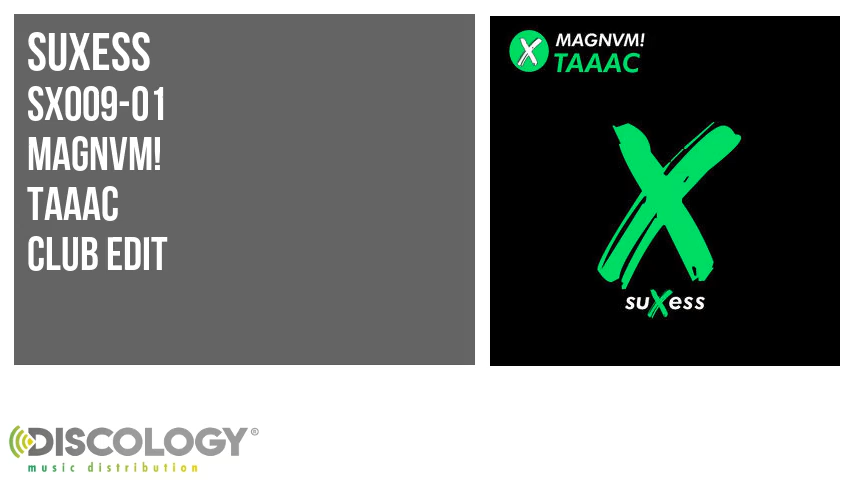 SUXESS
SX009-01
MAGNVM!
TAAAC
CLUB EDIT
X
MAGNVM!
TAAAC
X
suXess
DISCOLOGY®
music distribution